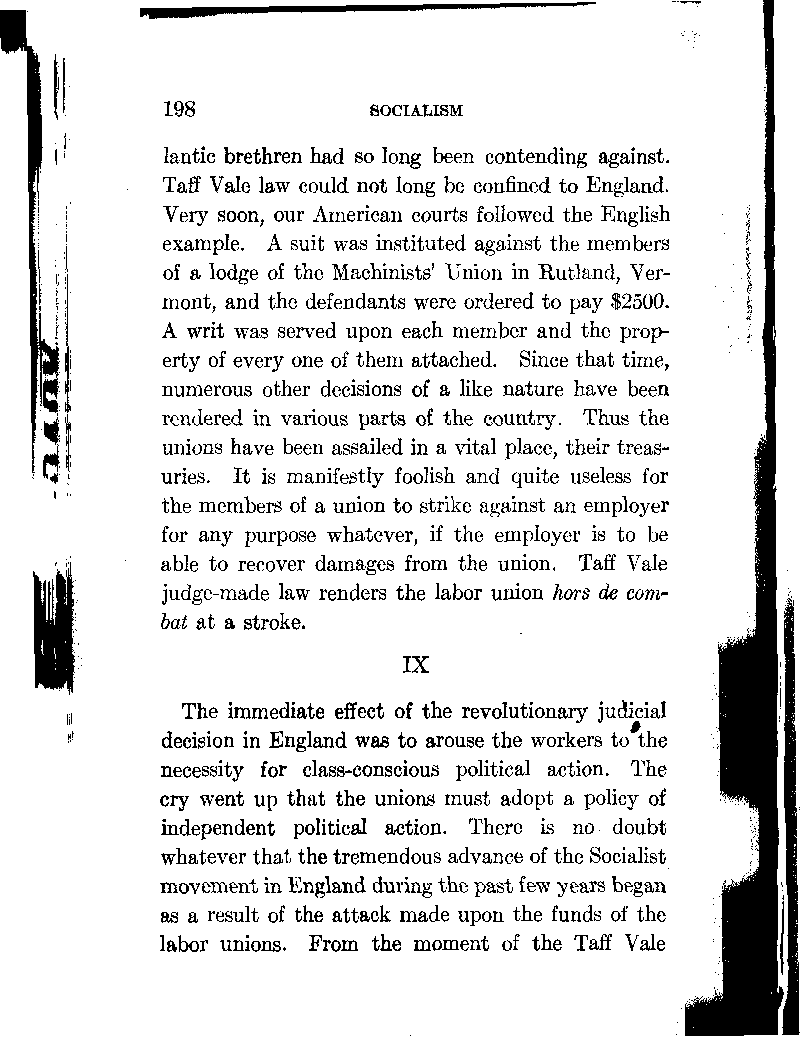 198 SOCIALISM
lantic brethren had so long been contending against.
Taff Vale law could not long be confined to England.
Very soon, our American courts followed the English
example. A suit was instituted against the members
of a lodge of the Machinists' Union in Rutland, Ver-
mont, and the defendants were ordered to pay $2500.
A writ was served upon each member and the prop-
erty of every one of them attached. Since that time,
numerous other decisions of a like nature have been
rendered in various parts of the country. Thus the
unions have been assailed in a vital place, their treas-
uries. It is manifestly foolish and quite useless for
the members of a union to strike against an employer
for any purpose whatever, if the employer is to be
able to recover damages from the union. Taff Vale
judge-made law renders the labor union hors de com-
bat at a stroke.
IX
The immediate effect of the revolutionary judicial
decision in England was to arouse the workers to the
necessity for class-conscious political action. The
cry went up that the unions must adopt a policy of
independent political action. There is no doubt
whatever that the tremendous advance of the Socialist
movement in England during the past few years began
as a result of the attack made upon the funds of the
labor unions. From the moment of the Taff Vale